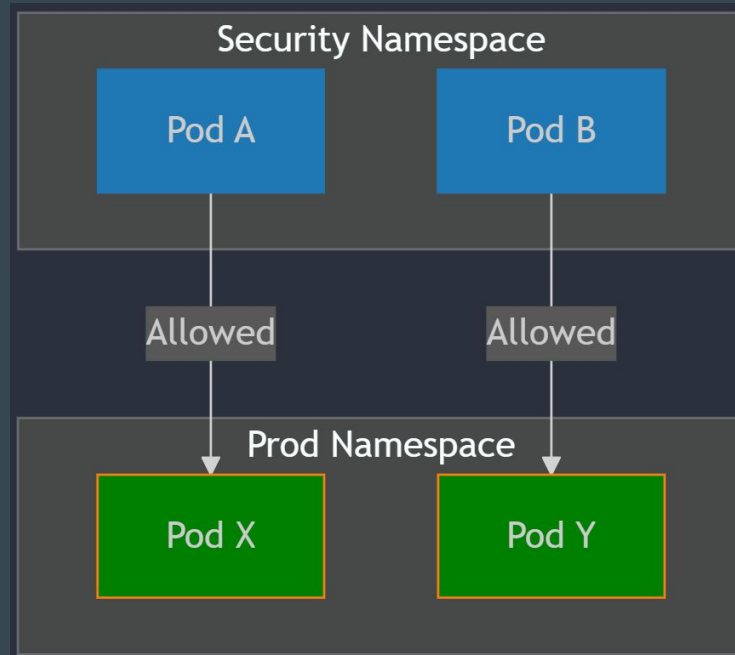 Security Namespace
Pod A
Pod B
Allowed
Allowed
Prod Namespace
Pod X
Pod Y